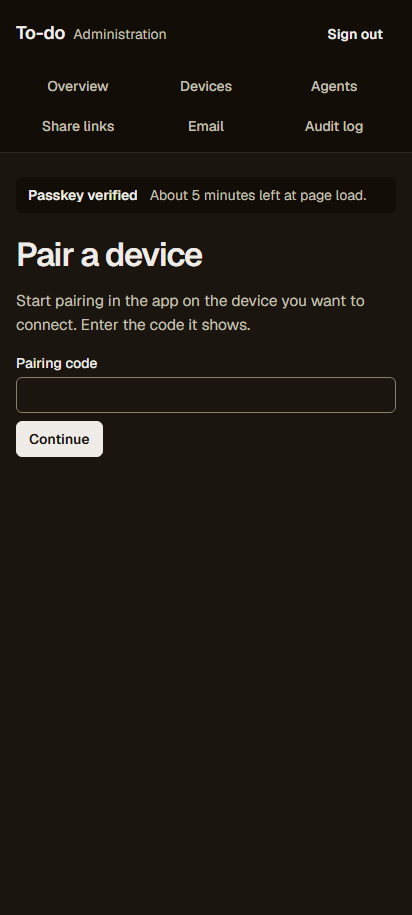 To-do Administration Sign out
Overview Devices Agents
Share links Email Audit log
Passkey verified About 5 minutes left at page load.
Pair a device
Start pairing in the app on the device you want to
connect. Enter the code it shows.
Pairing code
Continue